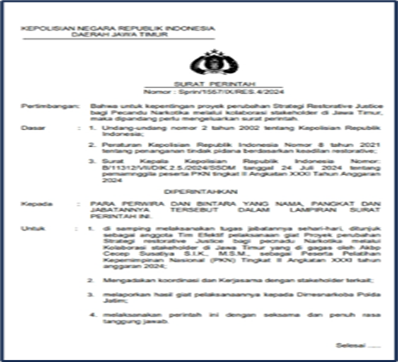 KEPOLISIAN NEGARA REPUBLIK INDONESIA
DAERAH JAWA TIMUR
SURAT PERINTAH
Nomor : Sprin/1567/IX/RES.4/2024
Pertimbangan: Bahwa untuk kepentingan proyek perubahan Strategi Restorative Justice
bagi Pecandu Narkotika melalui kolaborasi stakeholder di Jawa Timur,
maka dipandang perlu mengeluarkan surat perintah.
Dasar : 1. Undang-undang nomor 2 tahun 2002 tentang Kepolisian Republik
Indonesia;
2. Peraturan Kepolisian Republik Indonesia Nomor 8 tahun 2021
tentang penanganan tindak pidana berdasarkan keadilan restorative;
3. Surat Kepala Kepolisian Republik Indonesia Nomor:
B/11312/VII/DIK.2.5./2024/SSDM tanggal 24 Juli 2024 tentang
pemanggila peserta PKN tingkat II Angkatan XXXI Tahun Anggaran
2024
DIPERINTAHKAN
Kepada : PARA PERWIRA DAN BINTARA YANG NAMA, PANGKAT DAN
JABATANNYA TERSEBUT DALAM LAMPIRAN SURAT
PERINTAH INI.
Untuk : 1. di samping melaksanakan tugas jabatannya sehari-hari, ditunjuk
sebagai anggota Tim Efektif pelaksanaan giat Proyek perubahan
Strategi restorative Justice bagi pecnadu Narkotika melalui
Kolaborasi stakeholder di Jawa Timur yang di gagas oleh Akbp
Cecep Susatiya S.I.K., M.S.M., sebagai Peserta Pelatihan
Kepemimpinan Nasional (PKN) Tingkat II Angkatan XXXI tahun
anggaran 2024;
2. Mengadakan koordinasi dan Kerjasama dengan stakeholder terkait;
3. melaporkan hasil giat pelaksanaannya kepada Dirresnarkoba Polda
Jatim;
4. melaksanakan perintah ini dengan seksama dan penuh rasa
tanggung jawab.
Selesai .....